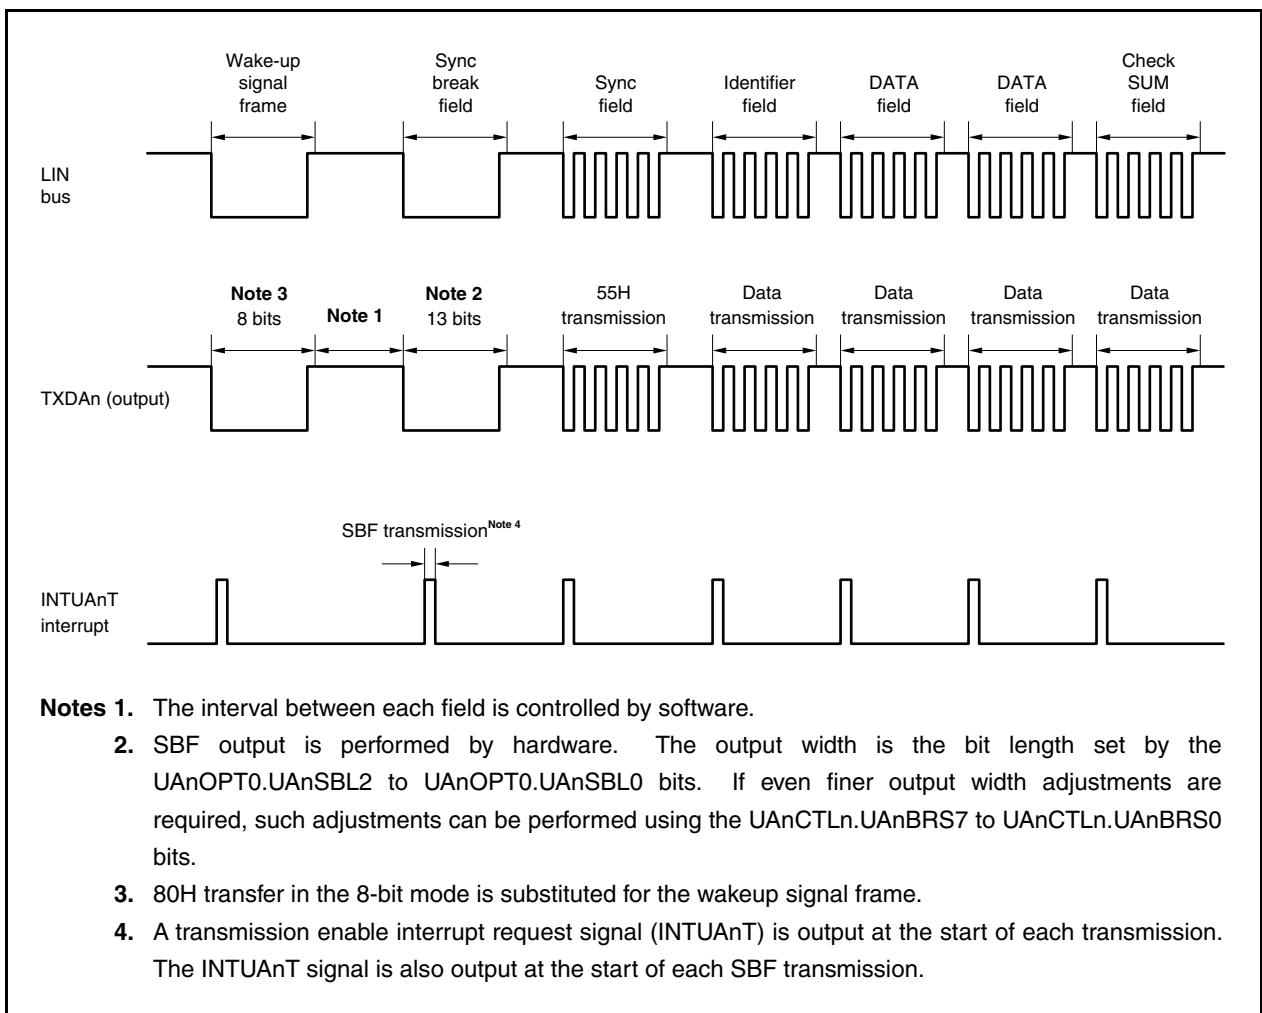 Wake-up
signal
frame
Sync
break
field
Sync
field
Identifier
field
DATA
field
DATA
field
Check
SUM
field
LIN
bus
Note 3
8 bits
Note 1
Note 2
13 bits
55H
transmission
Data
transmission
Data
transmission
Data
transmission
Data
transmission
TXDAn (output)
SBF transmission Note 4
INTUAnT
interrupt
Notes 1. The interval between each field is controlled by software.
2. SBF output is performed by hardware. The output width is the bit length set by the
UAnOPT0.UAnSBL2 to UAnOPT0.UAnSBL0 bits. If even finer output width adjustments are
required, such adjustments can be performed using the UAnCTLn.UAnBRS7 to UAnCTLn.UAnBRS0
bits.
3. 80H transfer in the 8-bit mode is substituted for the wakeup signal frame.
4. A transmission enable interrupt request signal (INTUAnT) is output at the start of each transmission.
The INTUAnT signal is also output at the start of each SBF transmission.